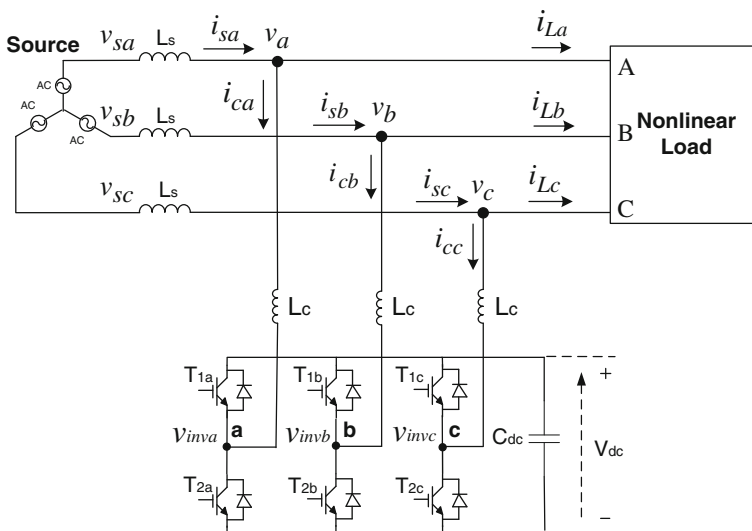 Source
v_sa
L_s
i_sa
v_a
i_La
A
AC
AC
AC
i_ca
v_sb
L_s
i_sb
v_b
i_Lb
B
Nonlinear
Load
i_cb
v_sc
L_s
i_sc
v_c
i_Lc
C
i_cc
L_c
L_c
L_c
T_1a
T_1b
T_1c
+
v_inva
a
v_invb
b
v_invc
c
C_dc
V_dc
T_2a
T_2b
T_2c
−